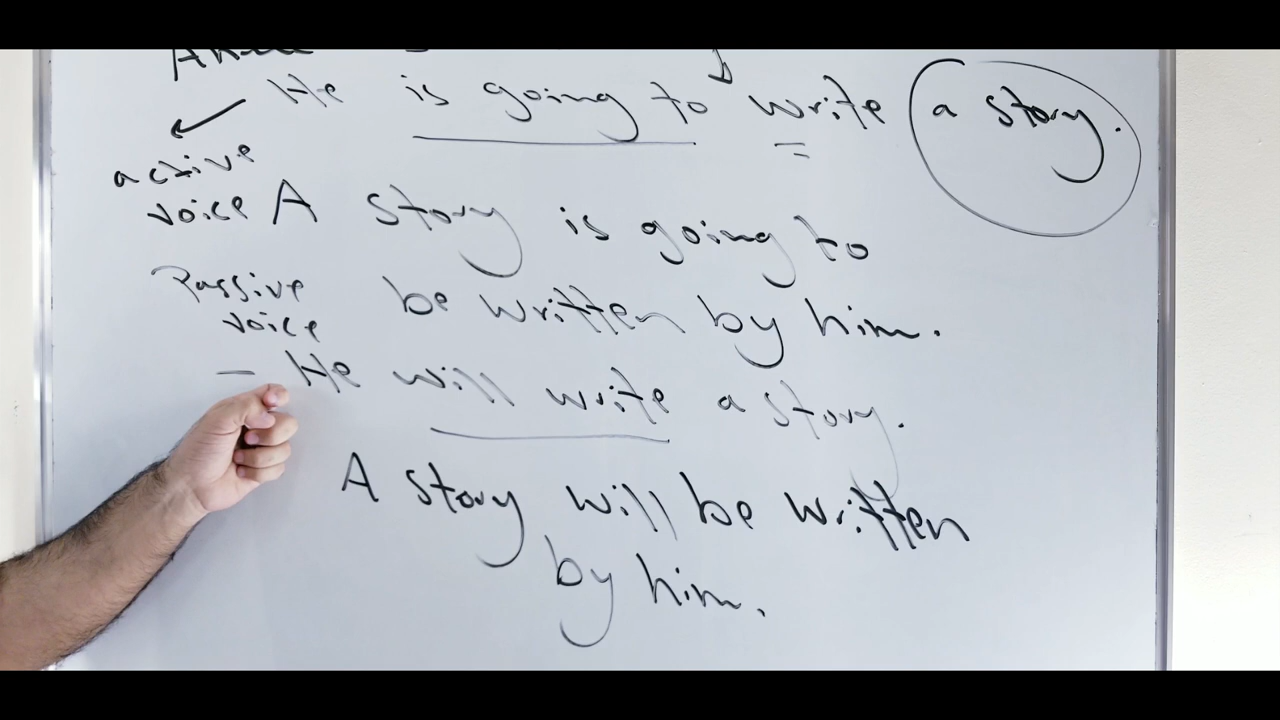 He is going to write a story.
active
voice A story is going to
Passive
voice be written by him.
- He will write a story.
A story will be written
by him.